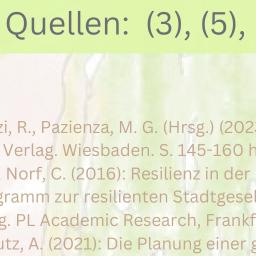 Quellen: (3), (5),
zi, R., Pazienza, M. G. (Hrsg.) (2023
Verlag. Wiesbaden. S. 145-160 h
Norf, C. (2016): Resilienz in der
gramm zur resilienten Stadtgesel
g. PL Academic Research, Frankf
utz, A. (2021): Die Planung einer g